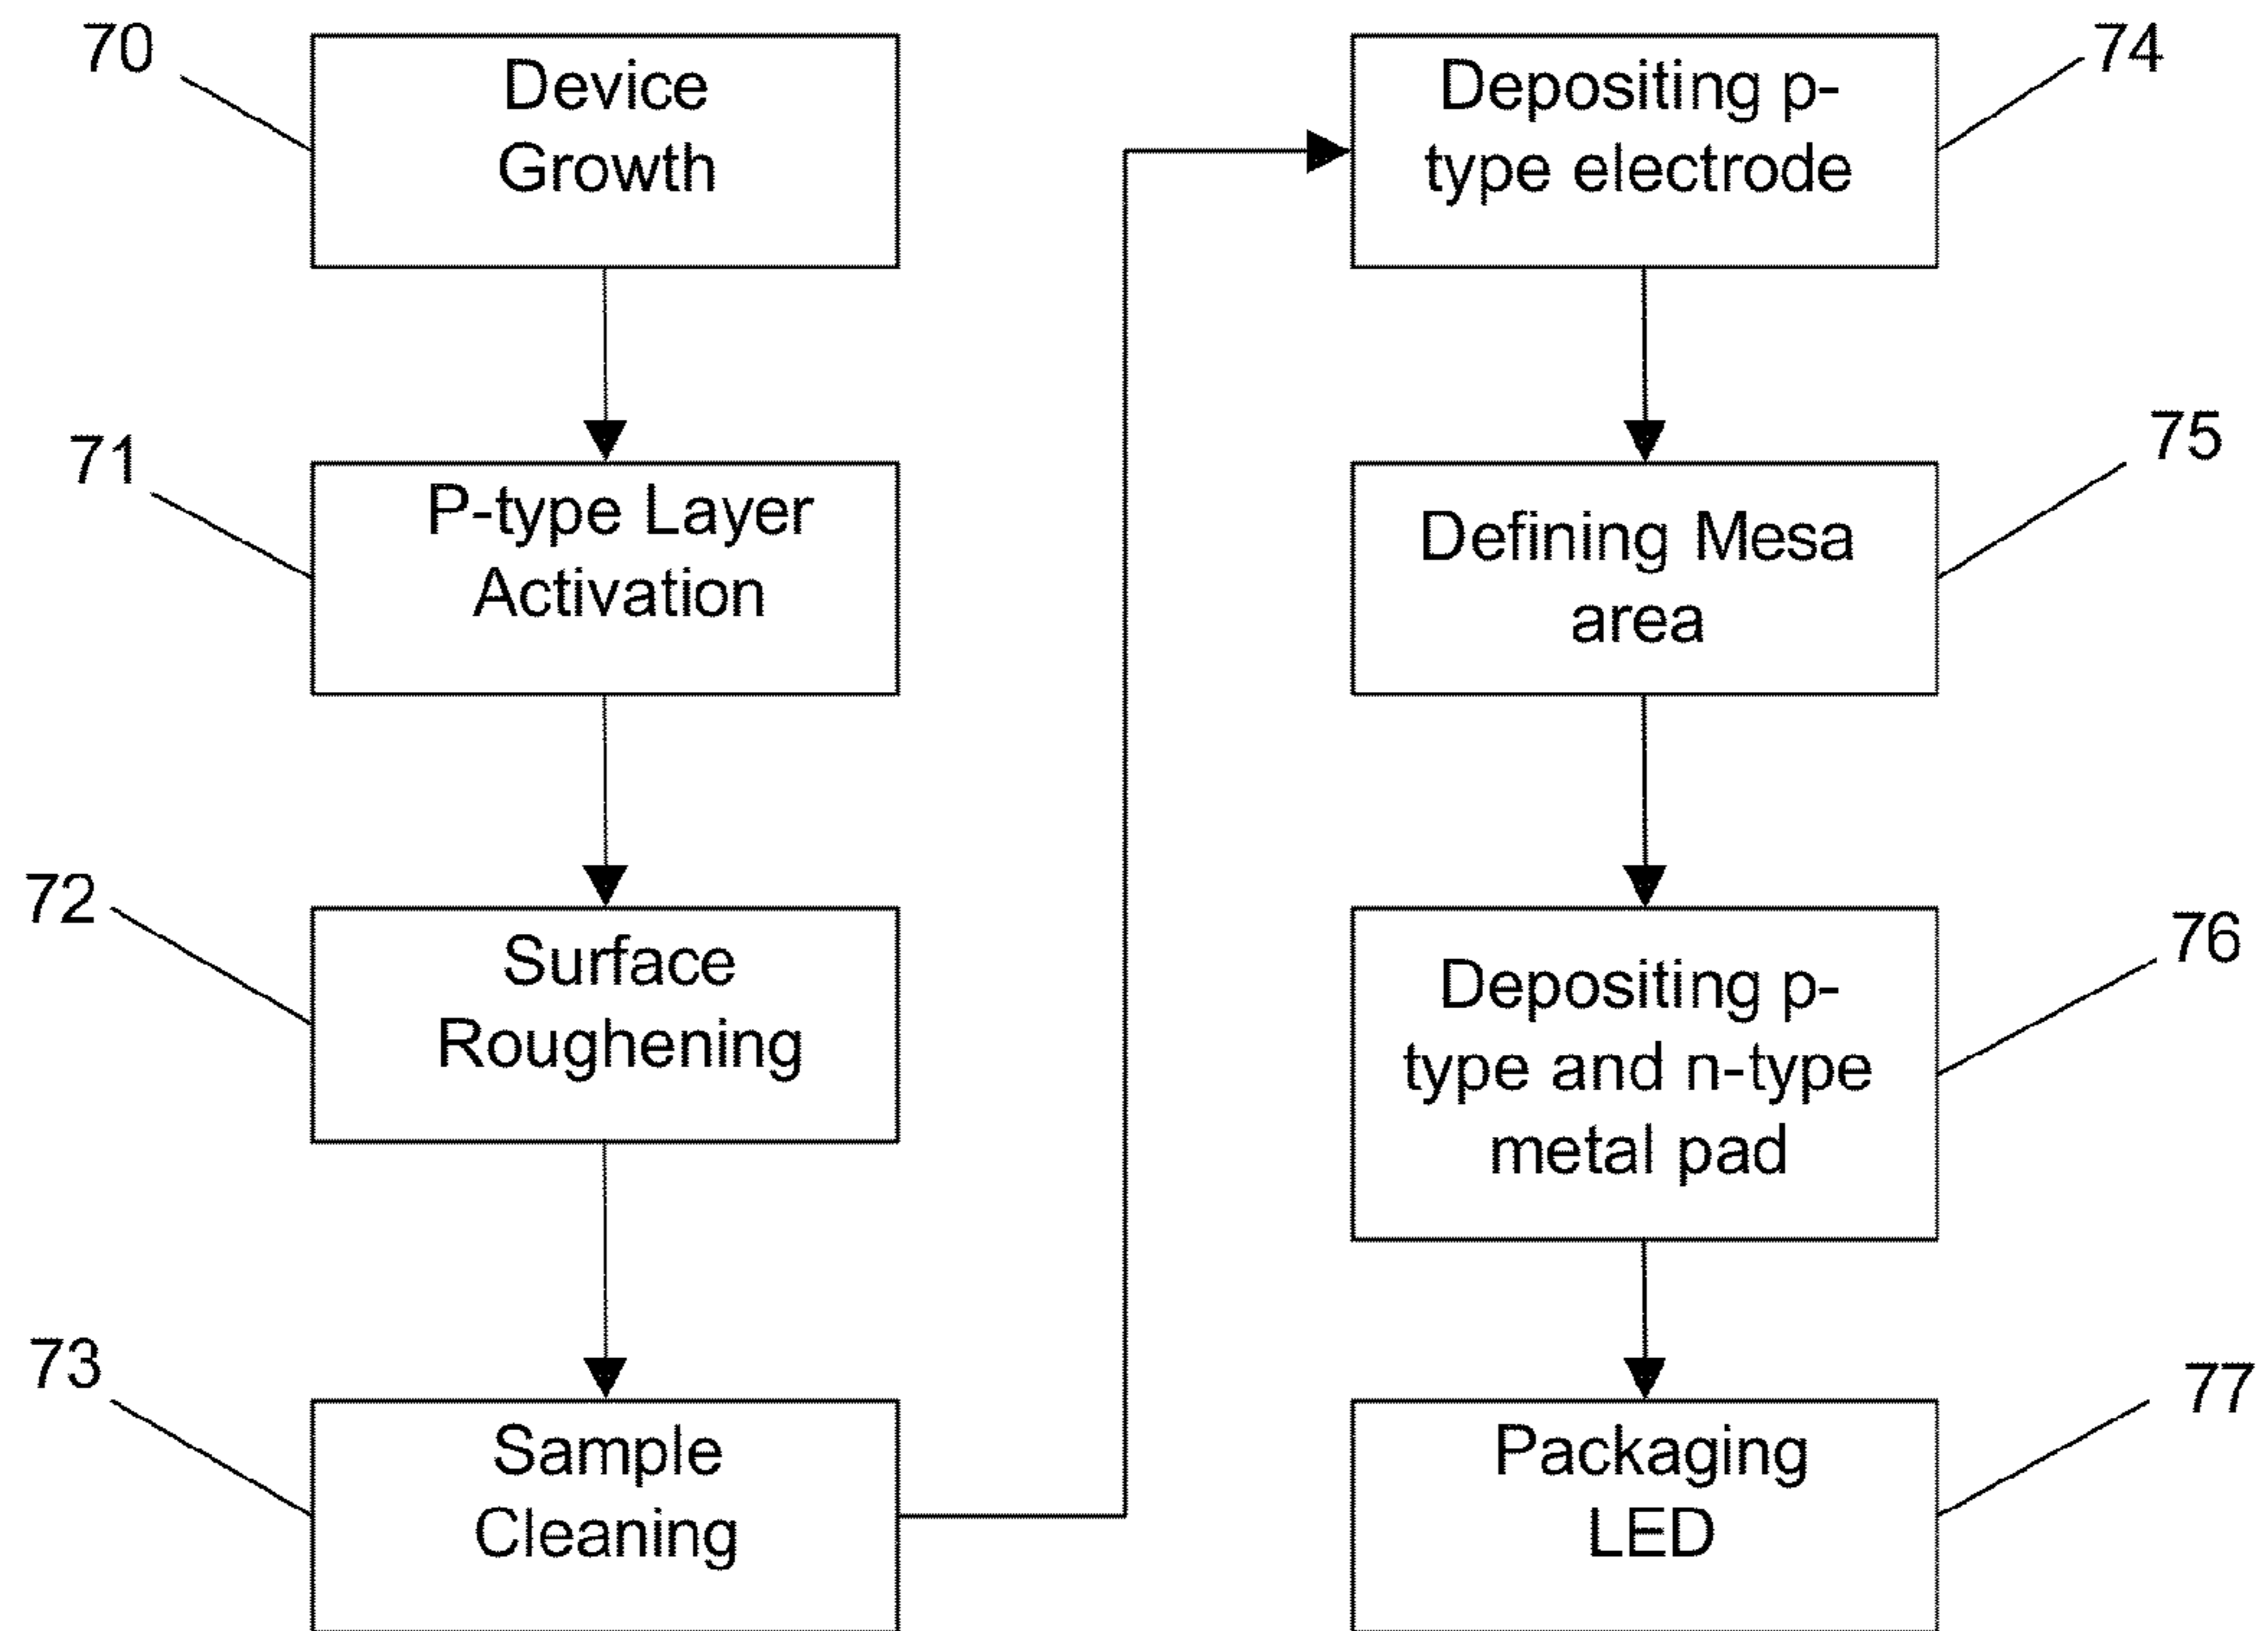 70
Device
Growth
71
P-type Layer
Activation
72
Surface
Roughening
73
Sample
Cleaning
74
Depositing p-
type electrode
75
Defining Mesa
area
76
Depositing p-
type and n-type
metal pad
77
Packaging
LED